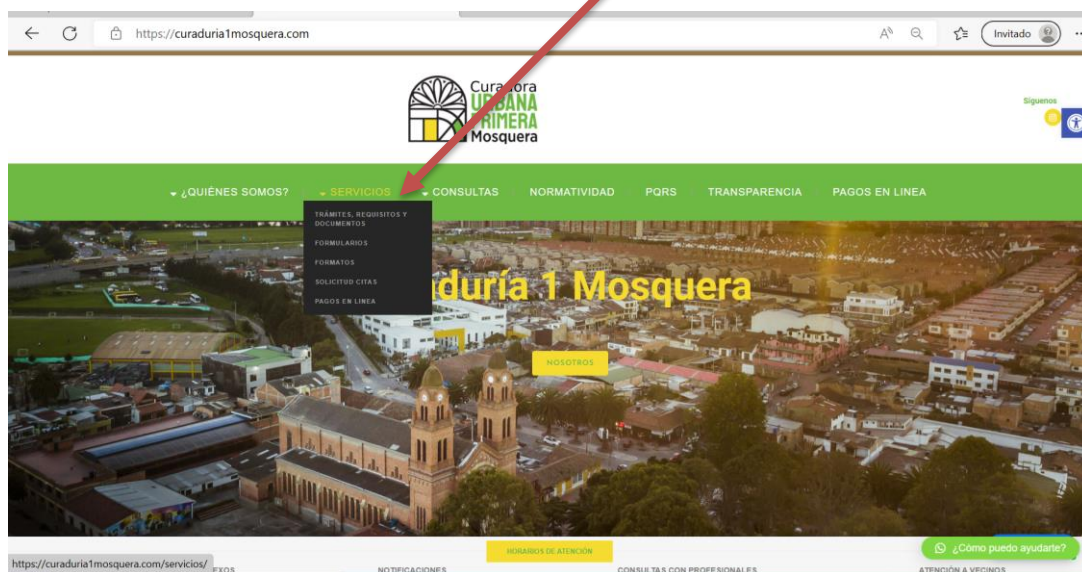 https://curaduria1mosquera.com
Invitado
Curadora
URBANA
PRIMERA
Mosquera
Síguenos
¿QUIÉNES SOMOS? SERVICIOS CONSULTAS NORMATIVIDAD PQRS TRANSPARENCIA PAGOS EN LINEA
TRÁMITES, REQUISITOS Y
DOCUMENTOS
FORMULARIOS
FORMATOS
SOLICITUD CITAS
PAGOS EN LINEA
1 Mosquera
NOSOTROS
HORARIOS DE ATENCIÓN
¿Cómo puedo ayudarte?
https://curaduria1mosquera.com/servicios/
NOTIFICACIONES CONSULTAS CON PROFESIONALES ATENCIÓN A VECINOS